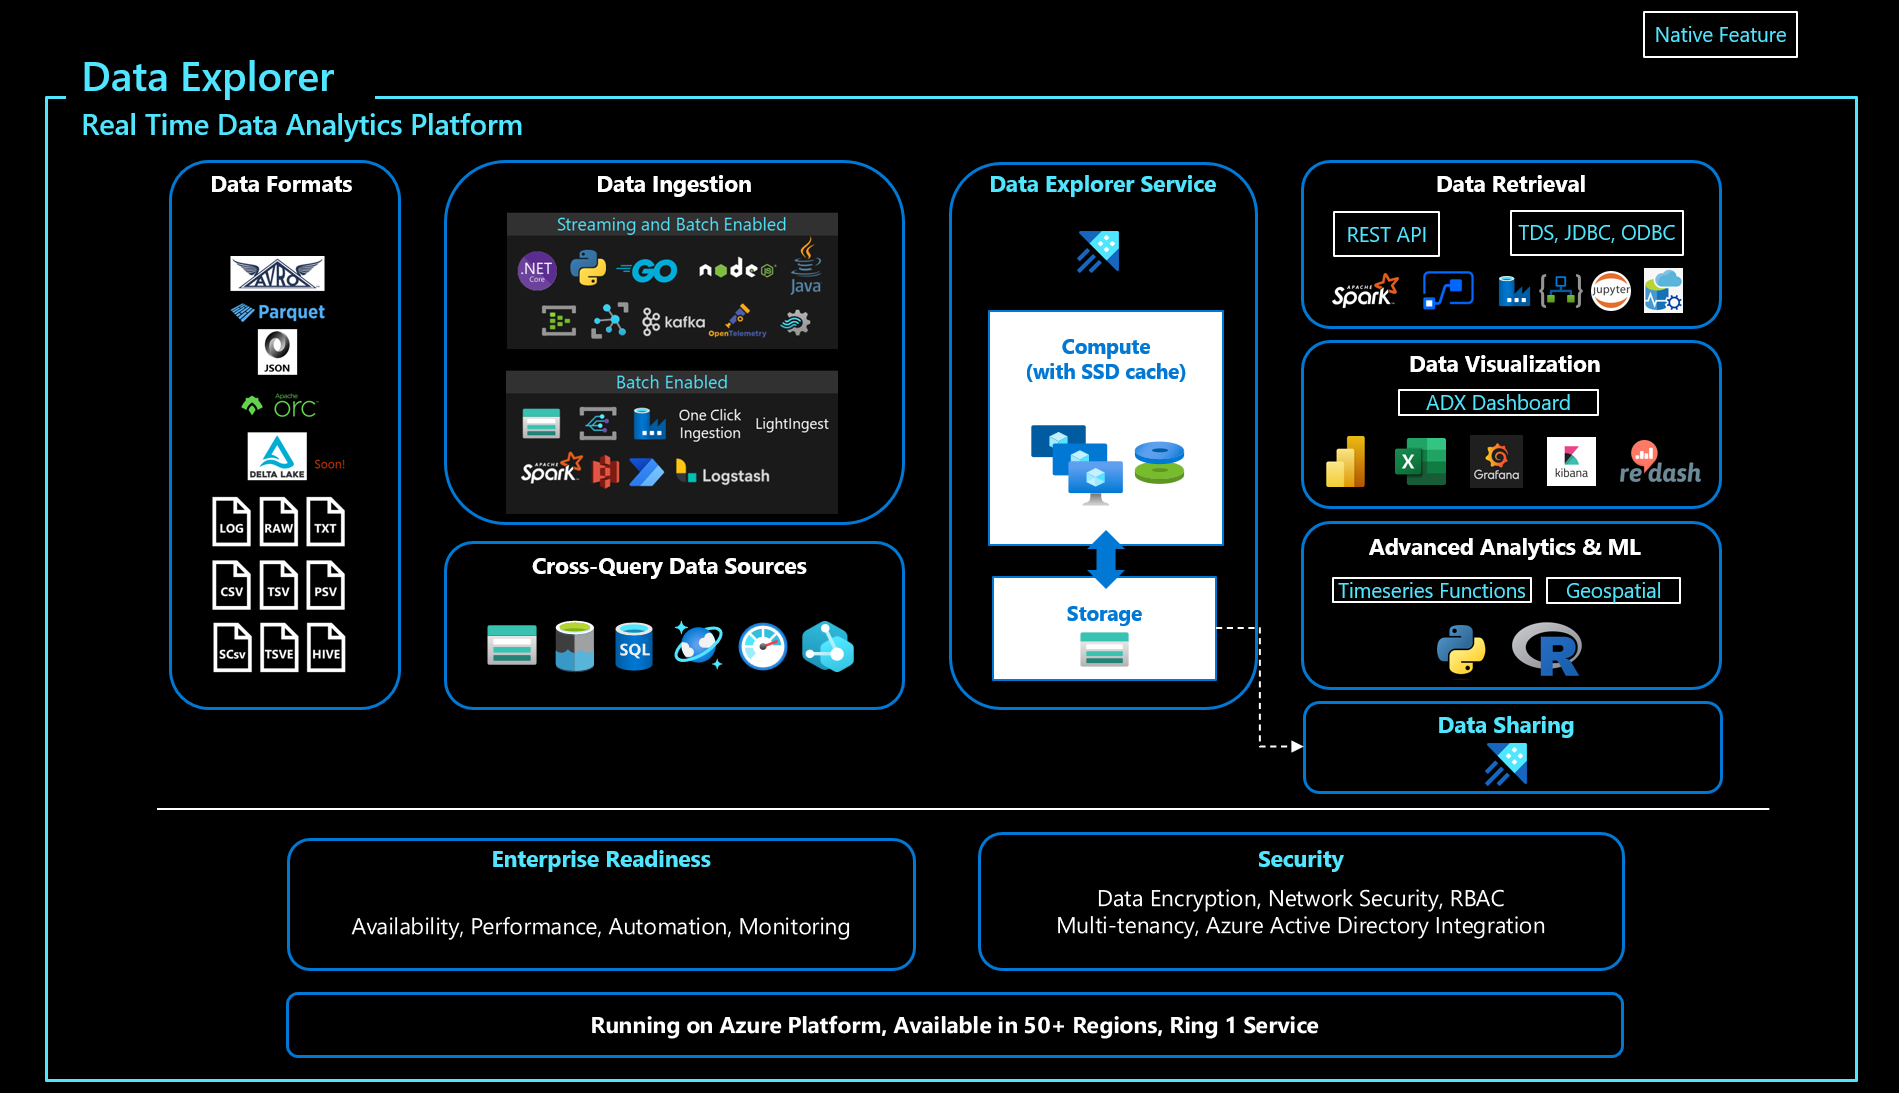 Native Feature
Data Explorer
Real Time Data Analytics Platform
Data Formats
AVRO
Parquet
JSON
Apache
orc
DELTA LAKE
Soon!
LOG RAW TXT
CSV TSV PSV
SCsv TSVE HIVE
Data Ingestion
Streaming and Batch Enabled
.NET
Core
GO
node
JS
Java
kafka
OpenTelemetry
Batch Enabled
One Click
Ingestion
LightIngest
APACHE
Spark
Logstash
Cross-Query Data Sources
SQL
Data Explorer Service
Compute
(with SSD cache)
Storage
Data Retrieval
REST API
TDS, JDBC, ODBC
APACHE
Spark
jupyter
Data Visualization
ADX Dashboard
X
Grafana
kibana
redash
Advanced Analytics & ML
Timeseries Functions
Geospatial
R
Data Sharing
Enterprise Readiness
Availability, Performance, Automation, Monitoring
Security
Data Encryption, Network Security, RBAC
Multi-tenancy, Azure Active Directory Integration
Running on Azure Platform, Available in 50+ Regions, Ring 1 Service